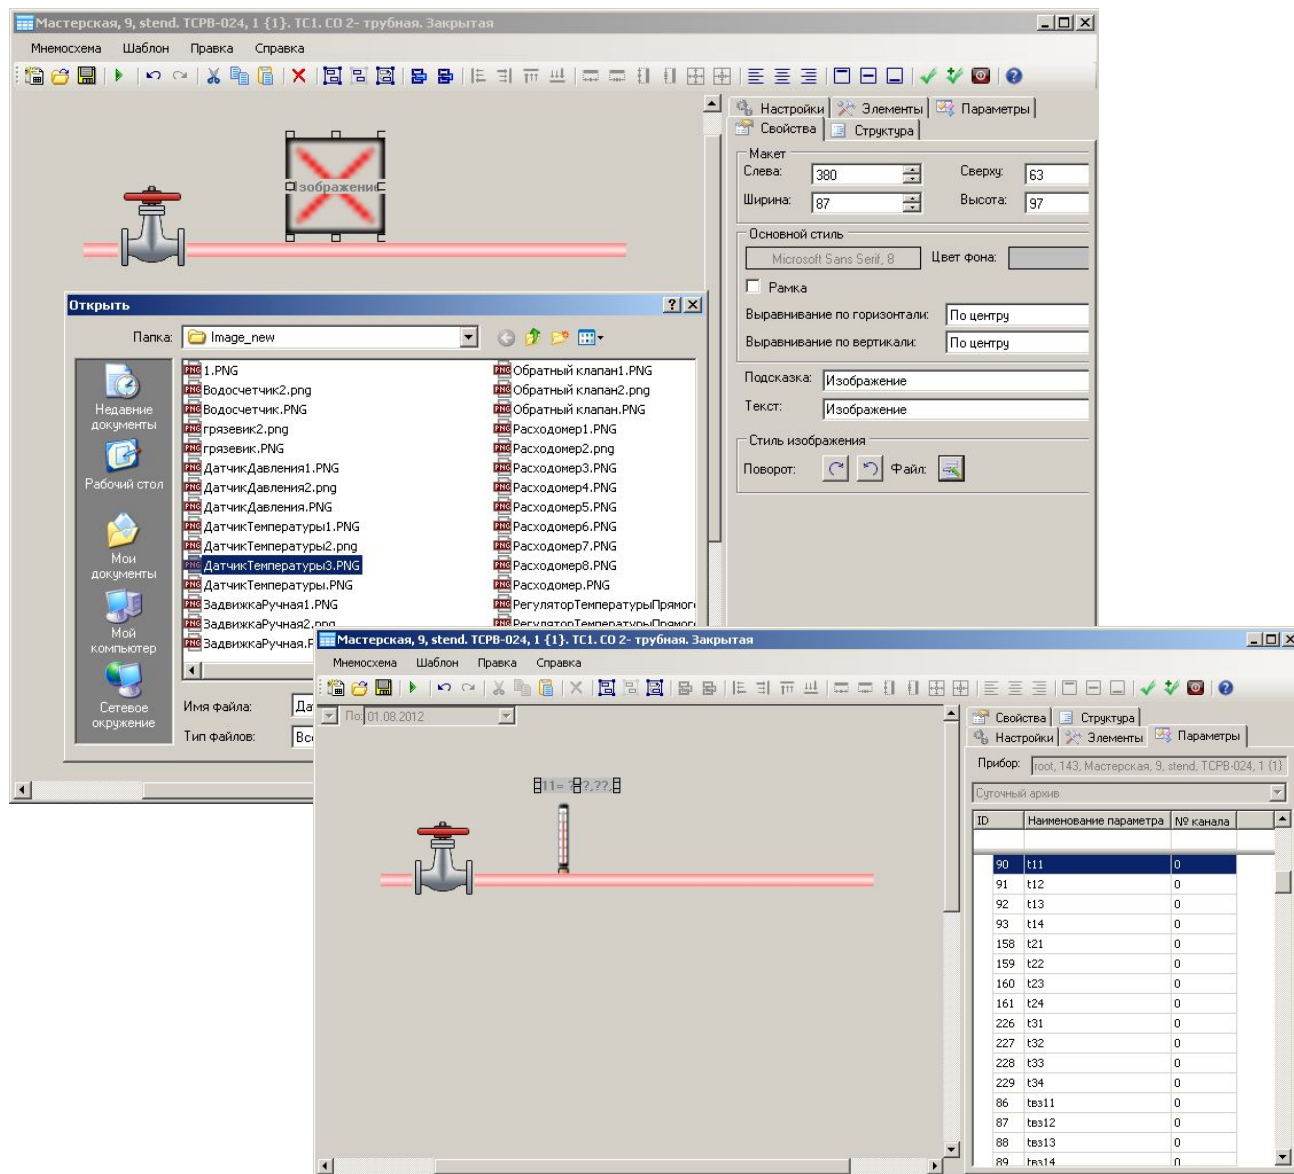 Мастерская, 9, stend. ТСРВ-024, 1 {1}. ТС1. СО 2- трубная. Закрытая
Мнемосхема Шаблон Правка Справка
Настройки Элементы Параметры
Свойства Структура
Изображение
Макет
Слева: 380 Сверху: 63
Ширина: 87 Высота: 97
Основной стиль
Microsoft Sans Serif, 8 Цвет фона:
Рамка
Выравнивание по горизонтали: По центру
Выравнивание по вертикали: По центру
Подсказка: Изображение
Текст: Изображение
Стиль изображения
Поворот: Файл:
Открыть
Папка: Image_new
Недавние документы
Рабочий стол
Мои документы
Мой компьютер
Сетевое окружение
1.PNG
Водосчетчик2.png
Водосчетчик.PNG
грязевик2.png
грязевик.PNG
ДатчикДавления1.PNG
ДатчикДавления2.png
ДатчикДавления.PNG
ДатчикТемпературы1.PNG
ДатчикТемпературы2.png
ДатчикТемпературы3.PNG
ДатчикТемпературы.PNG
ЗадвижкаРучная1.PNG
ЗадвижкаРучная2.png
ЗадвижкаРучная.P
Обратный клапан1.PNG
Обратный клапан2.png
Обратный клапан.PNG
Расходомер1.PNG
Расходомер2.png
Расходомер3.PNG
Расходомер4.PNG
Расходомер5.PNG
Расходомер6.PNG
Расходомер7.PNG
Расходомер8.PNG
Расходомер.PNG
РегуляторТемпературыПрямог
РегуляторТемпературыПрямог
Имя файла: Да
Тип файлов: Все
Мастерская, 9, stend. ТСРВ-024, 1 {1}. ТС1. СО 2- трубная. Закрытая
Мнемосхема Шаблон Правка Справка
По: 01.08.2012
Свойства Структура
Настройки Элементы Параметры
Прибор: root, 143, Мастерская, 9, stend, ТСРВ-024, 1 {1}
Суточный архив
ID Наименование параметра № канала
90 t11 0
91 t12 0
92 t13 0
93 t14 0
158 t21 0
159 t22 0
160 t23 0
161 t24 0
226 t31 0
227 t32 0
228 t33 0
229 t34 0
86 tвз11 0
87 tвз12 0
88 tвз13 0
89 tвз14 0